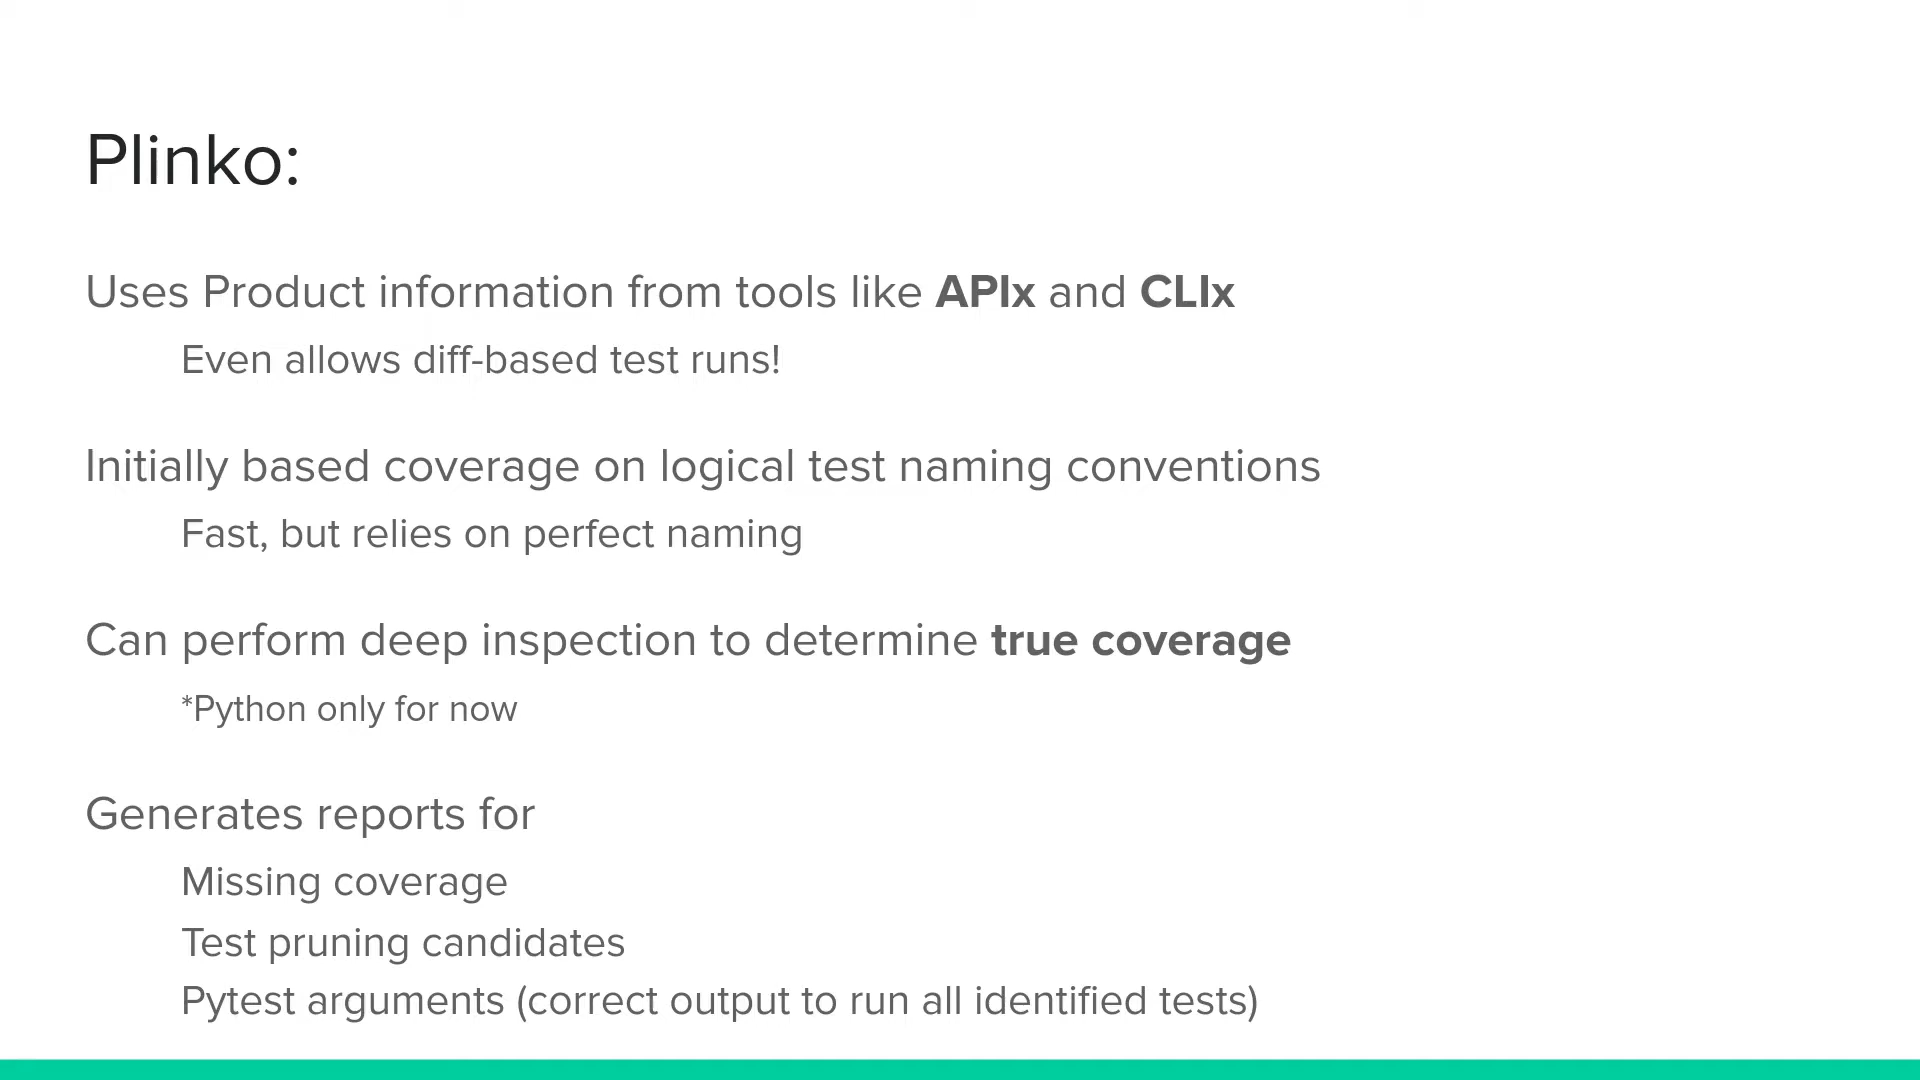 Plinko:
Uses Product information from tools like APIx and CLIx
Even allows diff-based test runs!
Initially based coverage on logical test naming conventions
Fast, but relies on perfect naming
Can perform deep inspection to determine true coverage
*Python only for now
Generates reports for
Missing coverage
Test pruning candidates
Pytest arguments (correct output to run all identified tests)